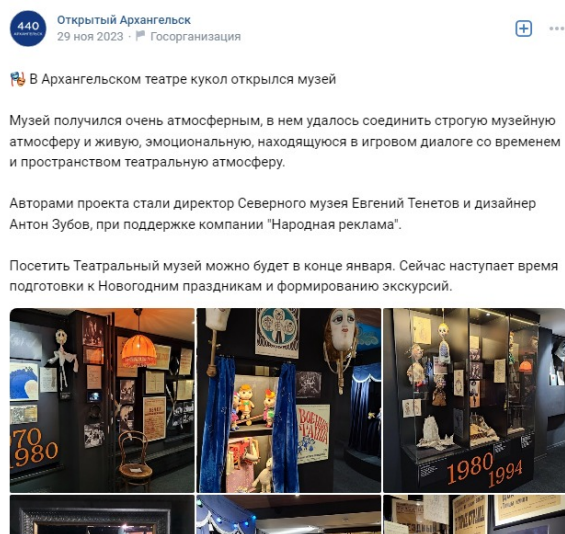 440
АРХАНГЕЛЬСК
Открытый Архангельск
29 ноя 2023 · Госорганизация
В Архангельском театре кукол открылся музей
Музей получился очень атмосферным, в нем удалось соединить строгую музейную
атмосферу и живую, эмоциональную, находящуюся в игровом диалоге со временем
и пространством театральную атмосферу.
Авторами проекта стали директор Северного музея Евгений Тенетов и дизайнер
Антон Зубов, при поддержке компании "Народная реклама".
Посетить Театральный музей можно будет в конце января. Сейчас наступает время
подготовки к Новогодним праздникам и формированию экскурсий.
70
1980
1980
1994